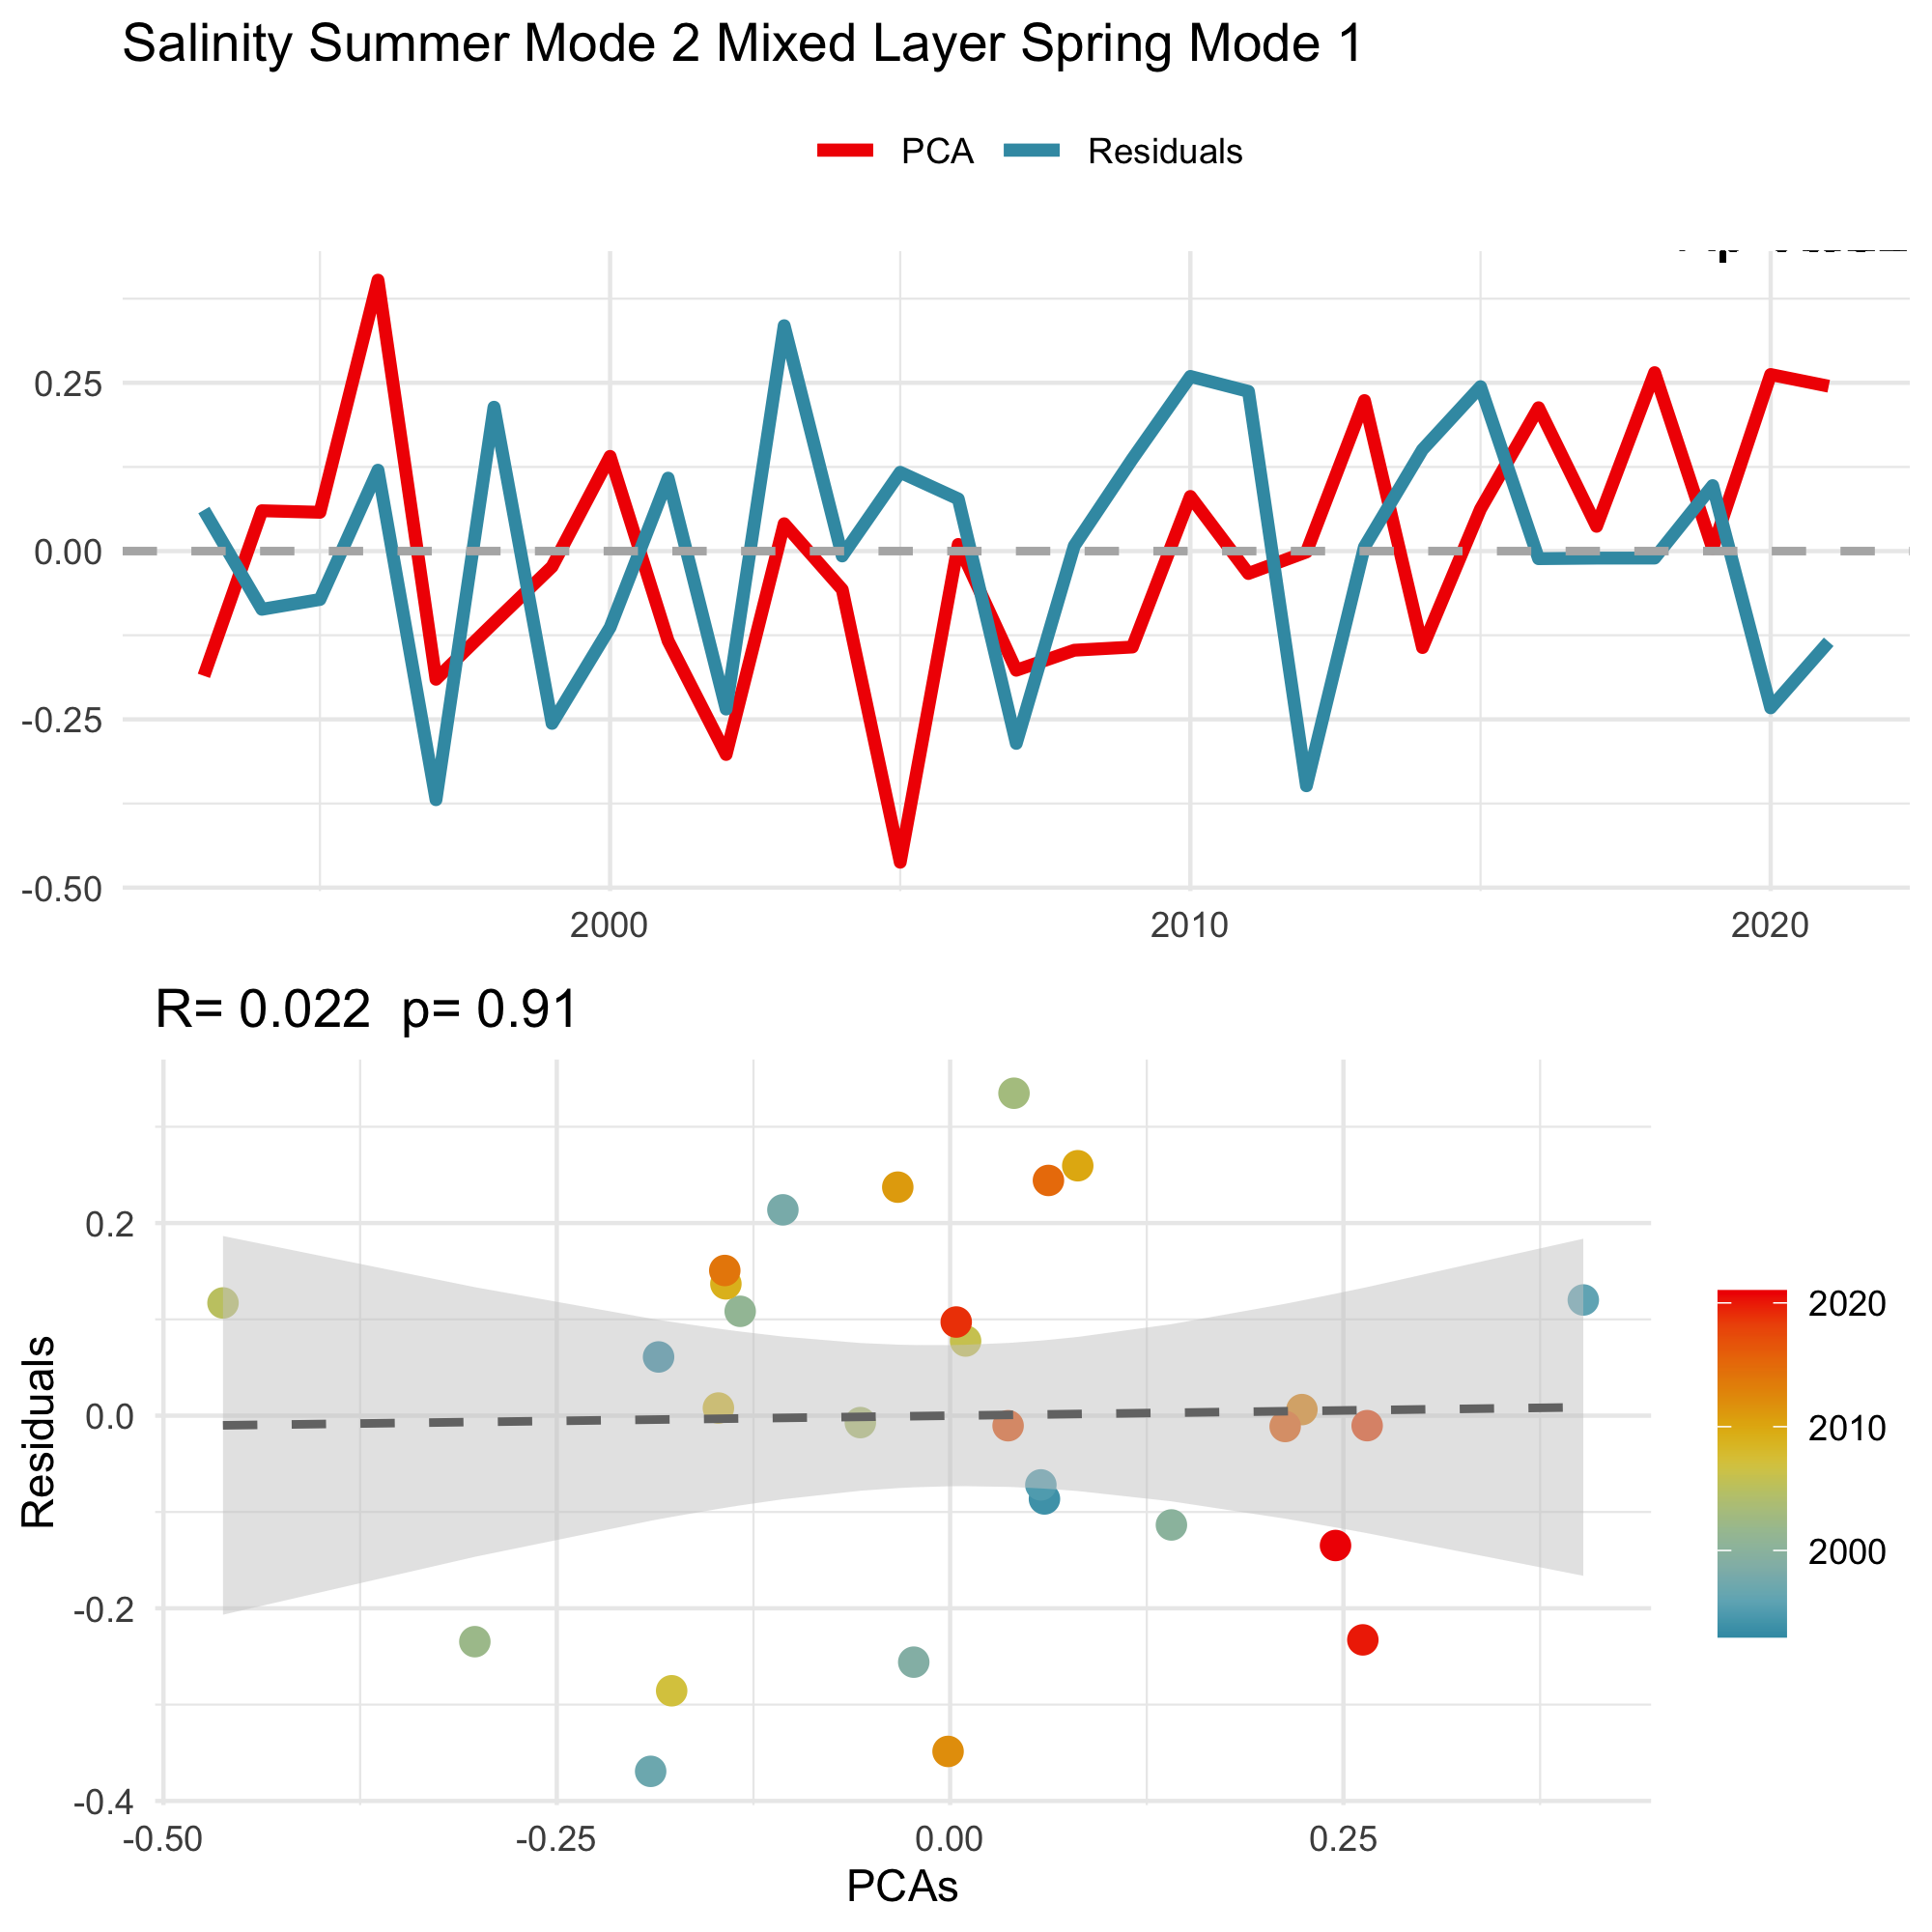 Salinity Summer Mode 2 Mixed Layer Spring Mode 1
PCA Residuals
0.25
0.00
-0.25
-0.50
2000 2010 2020
R= 0.022 p= 0.91
Residuals
0.2
0.0
-0.2
-0.4
-0.50 -0.25 0.00 0.25
PCAs
2020
2010
2000